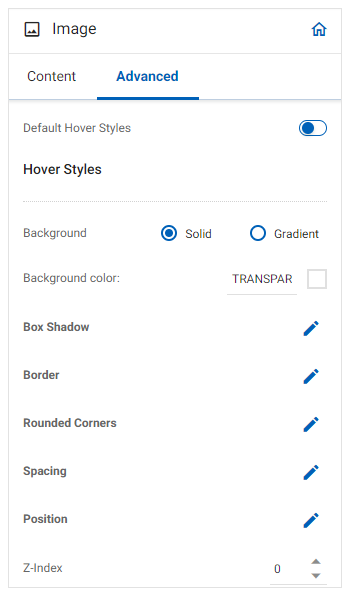 Image
Content Advanced
Default Hover Styles
Hover Styles
Background Solid Gradient
Background color: TRANSPAR
Box Shadow
Border
Rounded Corners
Spacing
Position
Z-Index 0